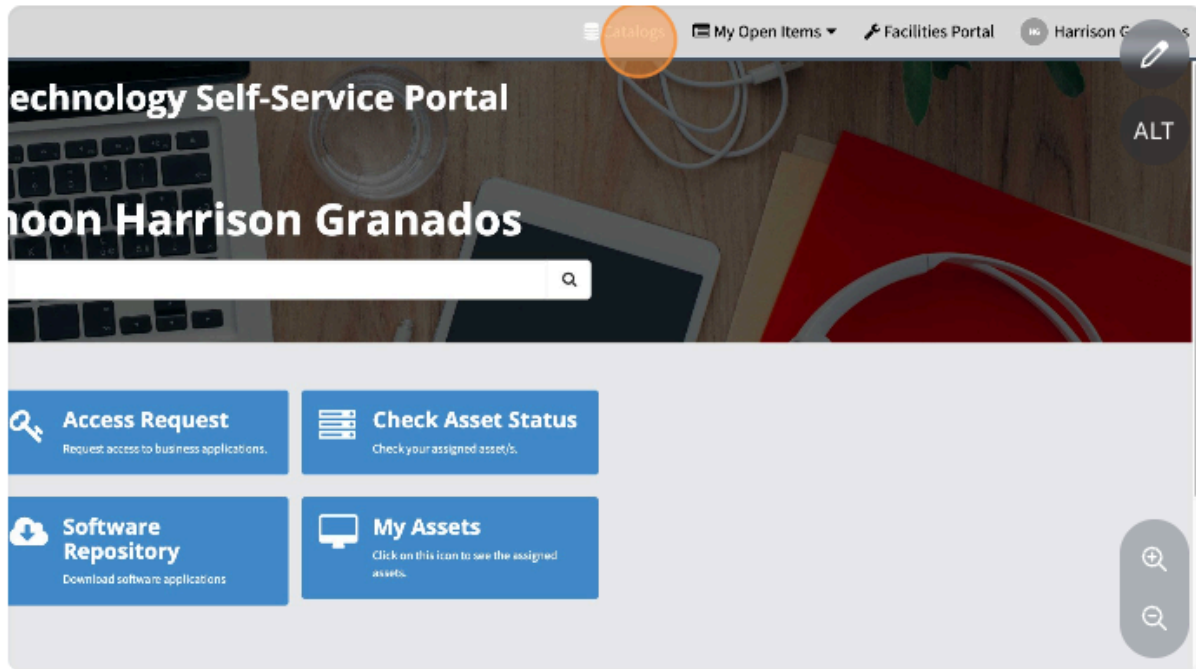 Catalogs My Open Items Facilities Portal HG Harrison G s
ALT
echnology Self-Service Portal
noon Harrison Granados
Access Request
Request access to business applications.
Check Asset Status
Check your assigned asset/s.
Software
Repository
Download software applications
My Assets
Click on this icon to see the assigned
assets.